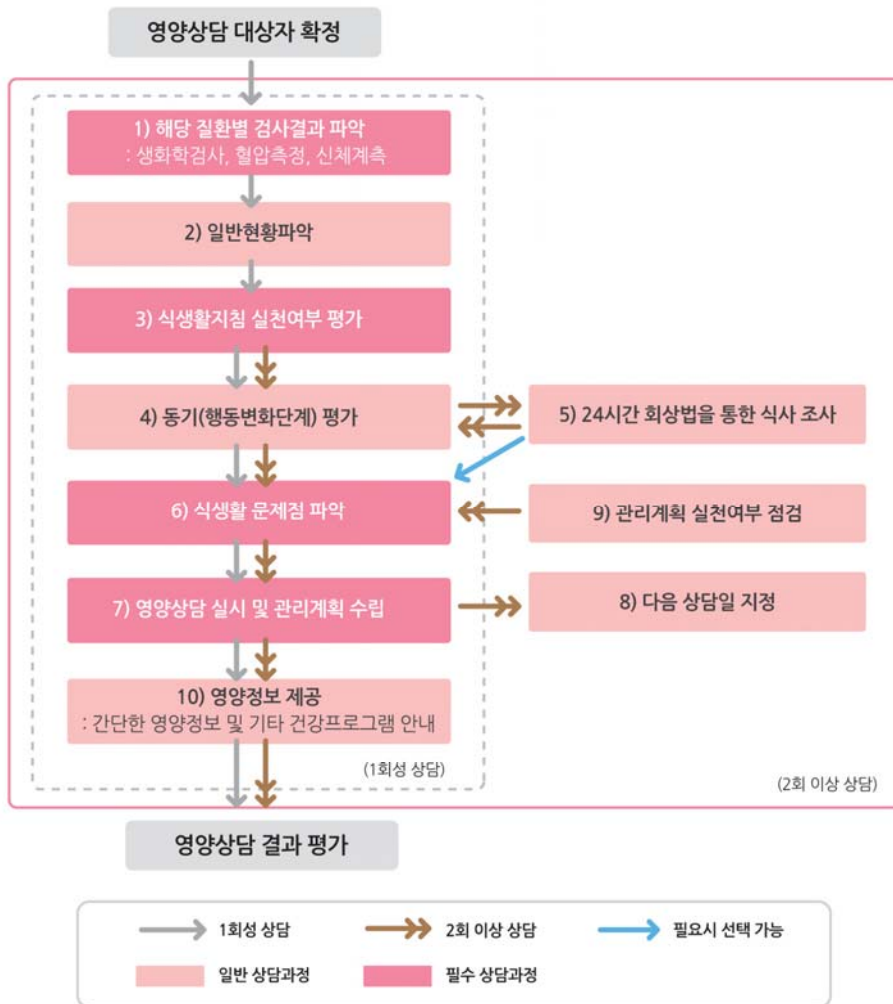 영양상담 대상자 확정
1) 해당 질환별 검사결과 파악
: 생화학검사, 혈압측정, 신체계측
2) 일반현황파악
3) 식생활지침 실천여부 평가
4) 동기(행동변화단계) 평가
5) 24시간 회상법을 통한 식사 조사
6) 식생활 문제점 파악
9) 관리계획 실천여부 점검
7) 영양상담 실시 및 관리계획 수립
8) 다음 상담일 지정
10) 영양정보 제공
: 간단한 영양정보 및 기타 건강프로그램 안내
(1회성 상담)
(2회 이상 상담)
영양상담 결과 평가
1회성 상담
2회 이상 상담
필요시 선택 가능
일반 상담과정
필수 상담과정